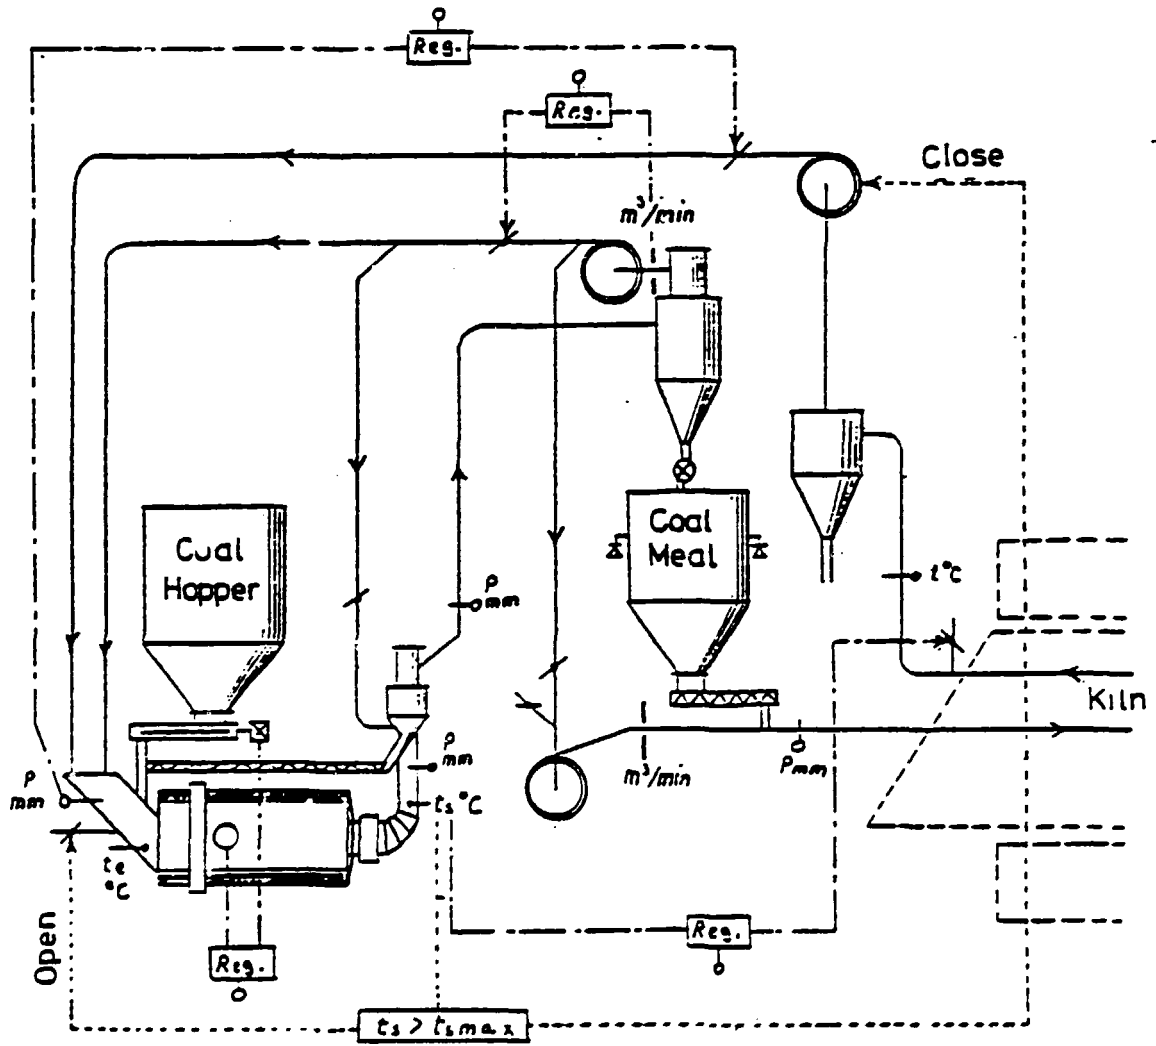 Reg.
Reg.
Close
m³/min
Coal
Meal
Cual
Hopper
t°C
P
mm
Kiln
P
mm
m³/min
Pmm
P
mm
ts°C
te
°C
Open
Reg.
Reg.
ts > tsmax